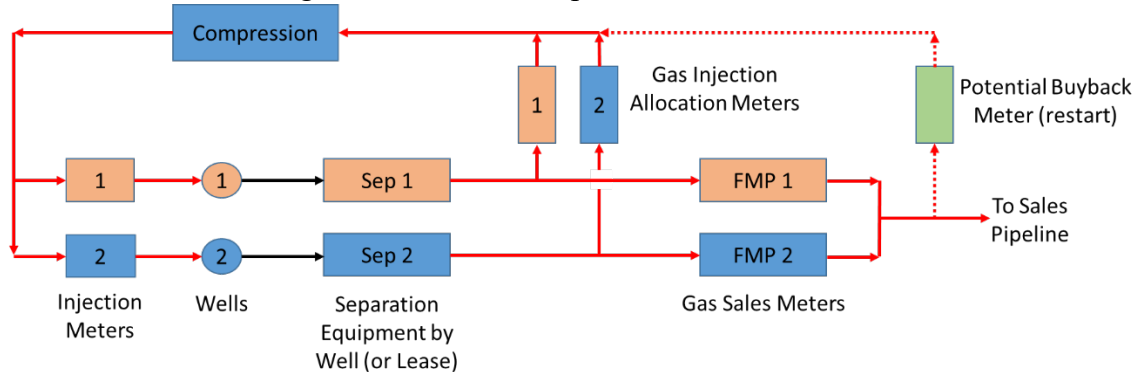 Compression
1
2
Gas Injection
Allocation Meters
Potential Buyback
Meter (restart)
1
1
Sep 1
FMP 1
To Sales
Pipeline
2
2
Sep 2
FMP 2
Injection
Meters
Wells
Separation
Equipment by
Well (or Lease)
Gas Sales Meters